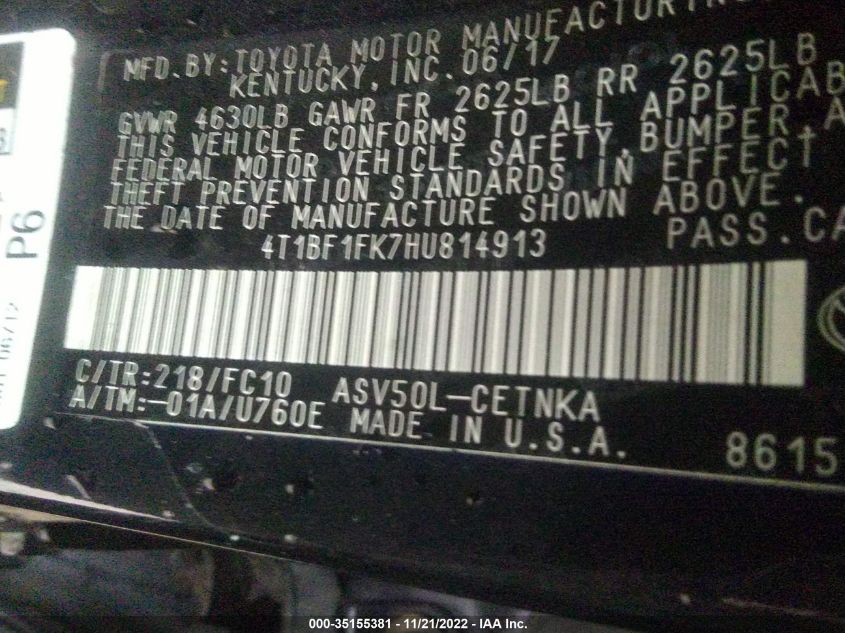 MFD. BY: TOYOTA MOTOR MANUFACTURING
KENTUCKY, INC. 06/17
GVWR 4630LB GAWR FR 2625LB RR 2625LB
THIS VEHICLE CONFORMS TO ALL APPLICAB
FEDERAL MOTOR VEHICLE SAFETY, BUMPER, A
THEFT PREVENTION STANDARDS IN EFFECT
THE DATE OF MANUFACTURE SHOWN ABOVE.
4T1BF1FK7HU814913 PASS. CA
C/TR: 218/FC10 ASV50L-CETNKA
A/TM: -01A/U760E MADE IN U.S.A.
8615
P6
000-35155381 - 11/21/2022 - IAA Inc.